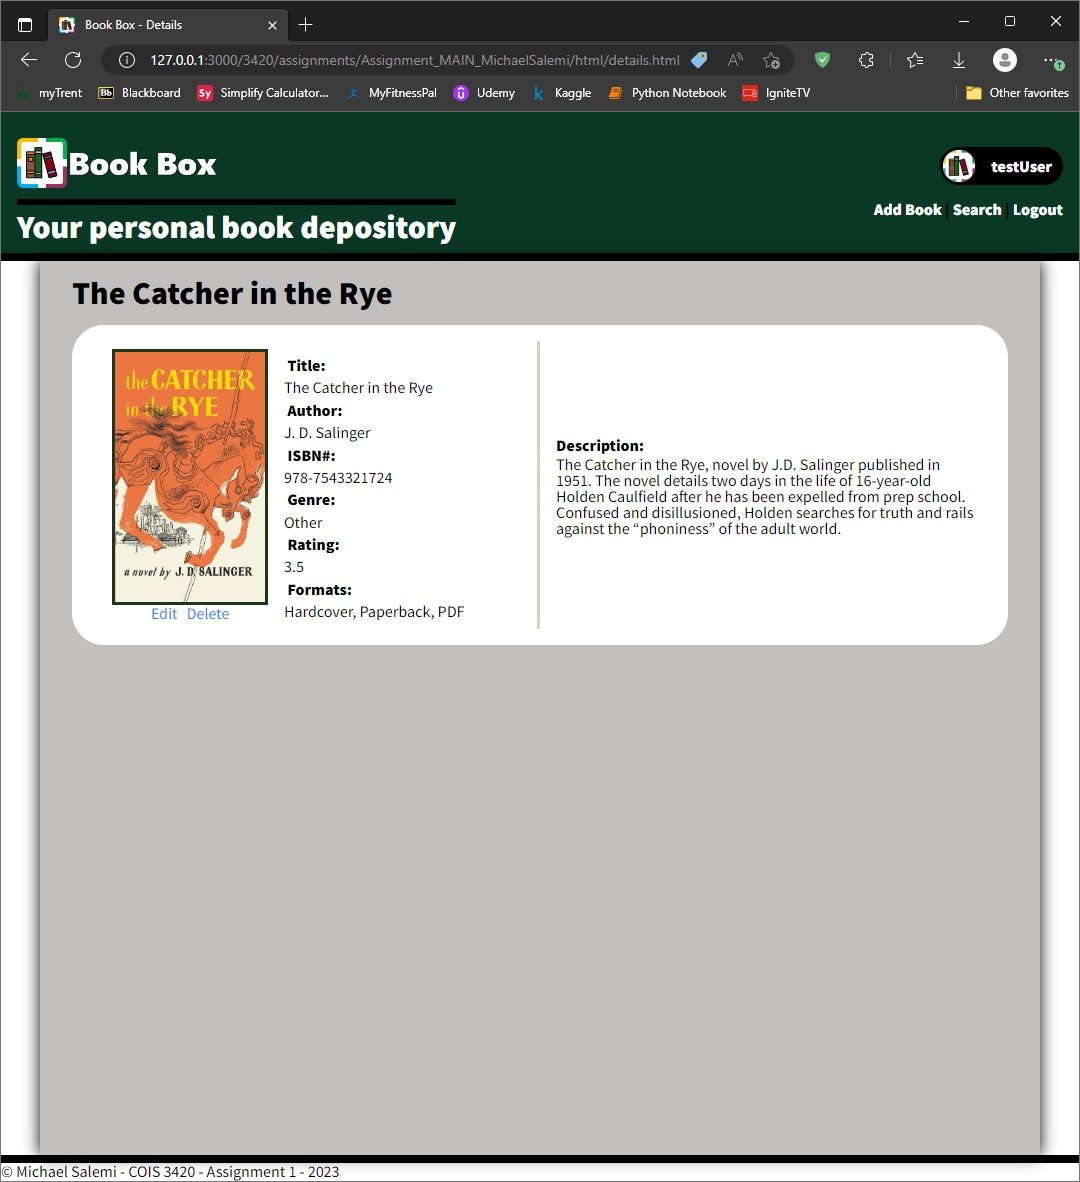 Book Box - Details
127.0.0.1:3000/3420/assignments/Assignment_MAIN_MichaelSalemi/html/details.html
myTrent Bb Blackboard Sy Simplify Calculator... MyFitnessPal Udemy k Kaggle Python Notebook IgniteTV Other favorites
Book Box
testUser
Your personal book depository
Add Book | Search | Logout
The Catcher in the Rye
the CATCHER
in the RYE
a novel by J. D. SALINGER
Edit Delete
Title:
The Catcher in the Rye
Author:
J. D. Salinger
ISBN#:
978-7543321724
Genre:
Other
Rating:
3.5
Formats:
Hardcover, Paperback, PDF
Description:
The Catcher in the Rye, novel by J.D. Salinger published in
1951. The novel details two days in the life of 16-year-old
Holden Caulfield after he has been expelled from prep school.
Confused and disillusioned, Holden searches for truth and rails
against the “phoniness” of the adult world.
© Michael Salemi - COIS 3420 - Assignment 1 - 2023